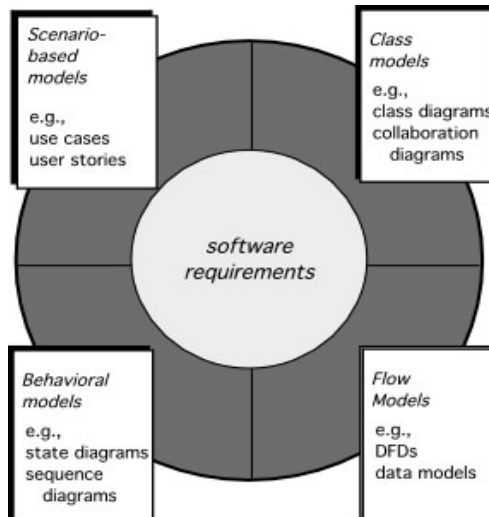 Scenario-
based
models
e.g.,
use cases
user stories
Class
models
e.g.,
class diagrams
collaboration
diagrams
software
requirements
Behavioral
models
e.g.,
state diagrams
sequence
diagrams
Flow
Models
e.g.,
DFDs
data models